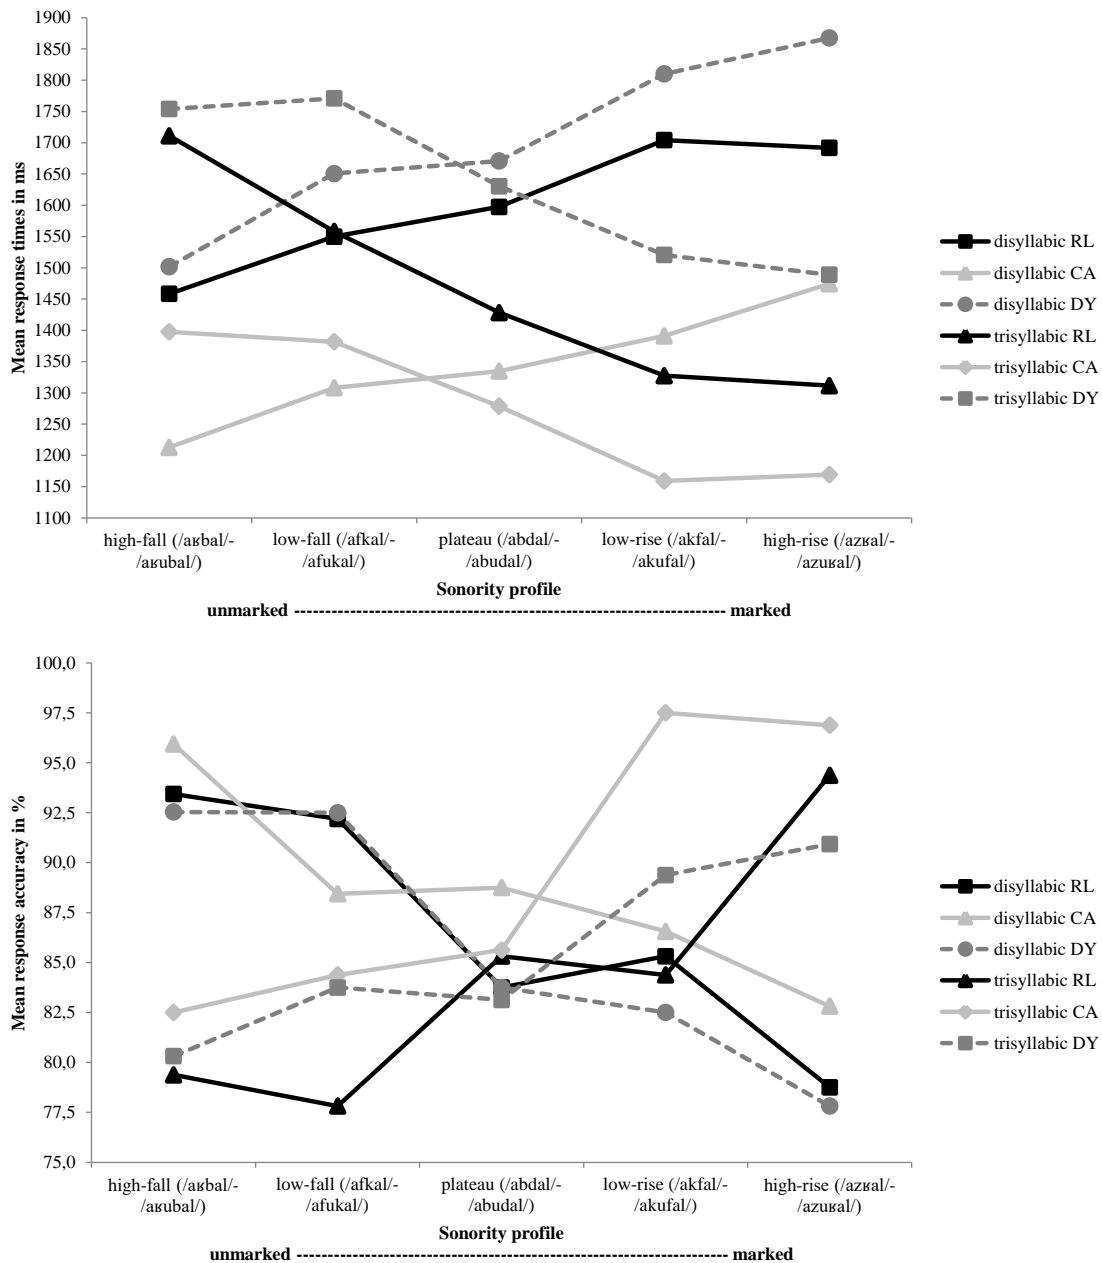 1900
1850
1800
1750
1700
1650
1600
1550
1500
1450
1400
1350
1300
1250
1200
1150
1100
Mean response times in ms
high-fall (/aʁbal/-
/aʁubal/)
low-fall (/afkal/-
/afukal/)
plateau (/abdal/-
/abudal/)
low-rise (/akfal/-
/akufal/)
high-rise (/azʁal/-
/azuʁal/)
Sonority profile
unmarked ---------------------------------------------------------------------- marked
disyllabic RL
disyllabic CA
disyllabic DY
trisyllabic RL
trisyllabic CA
trisyllabic DY
100,0
97,5
95,0
92,5
90,0
87,5
85,0
82,5
80,0
77,5
75,0
Mean response accuracy in %
high-fall (/aʁbal/-
/aʁubal/)
low-fall (/afkal/-
/afukal/)
plateau (/abdal/-
/abudal/)
low-rise (/akfal/-
/akufal/)
high-rise (/azʁal/-
/azuʁal/)
Sonority profile
unmarked ---------------------------------------------------------------------- marked
disyllabic RL
disyllabic CA
disyllabic DY
trisyllabic RL
trisyllabic CA
trisyllabic DY